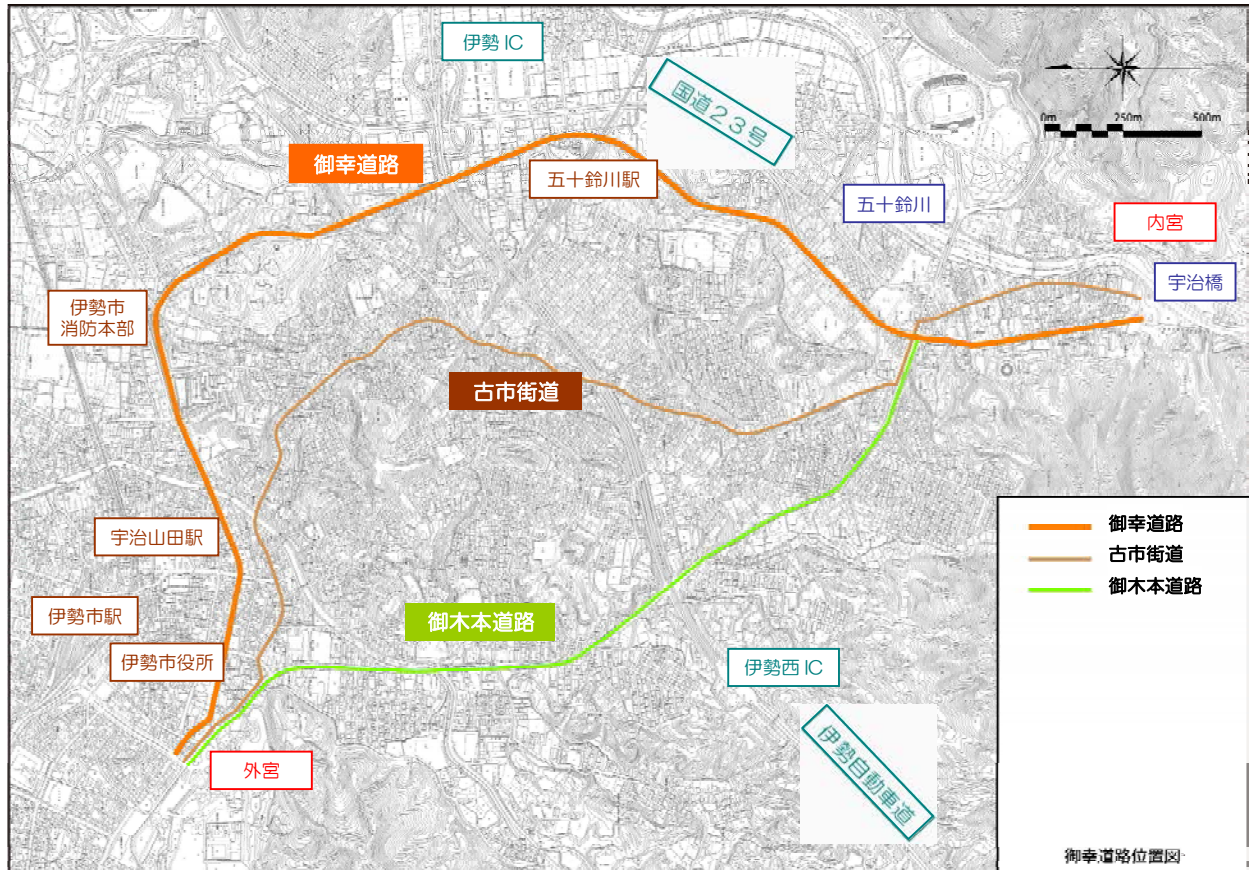 伊勢 IC
国道23号
0m 250m 500m
御幸道路
五十鈴川駅
五十鈴川
内宮
宇治橋
伊勢市
消防本部
古市街道
宇治山田駅
伊勢市駅
御木本道路
伊勢市役所
伊勢西 IC
外宮
伊勢自動車道
御幸道路
古市街道
御木本道路
御幸道路位置図